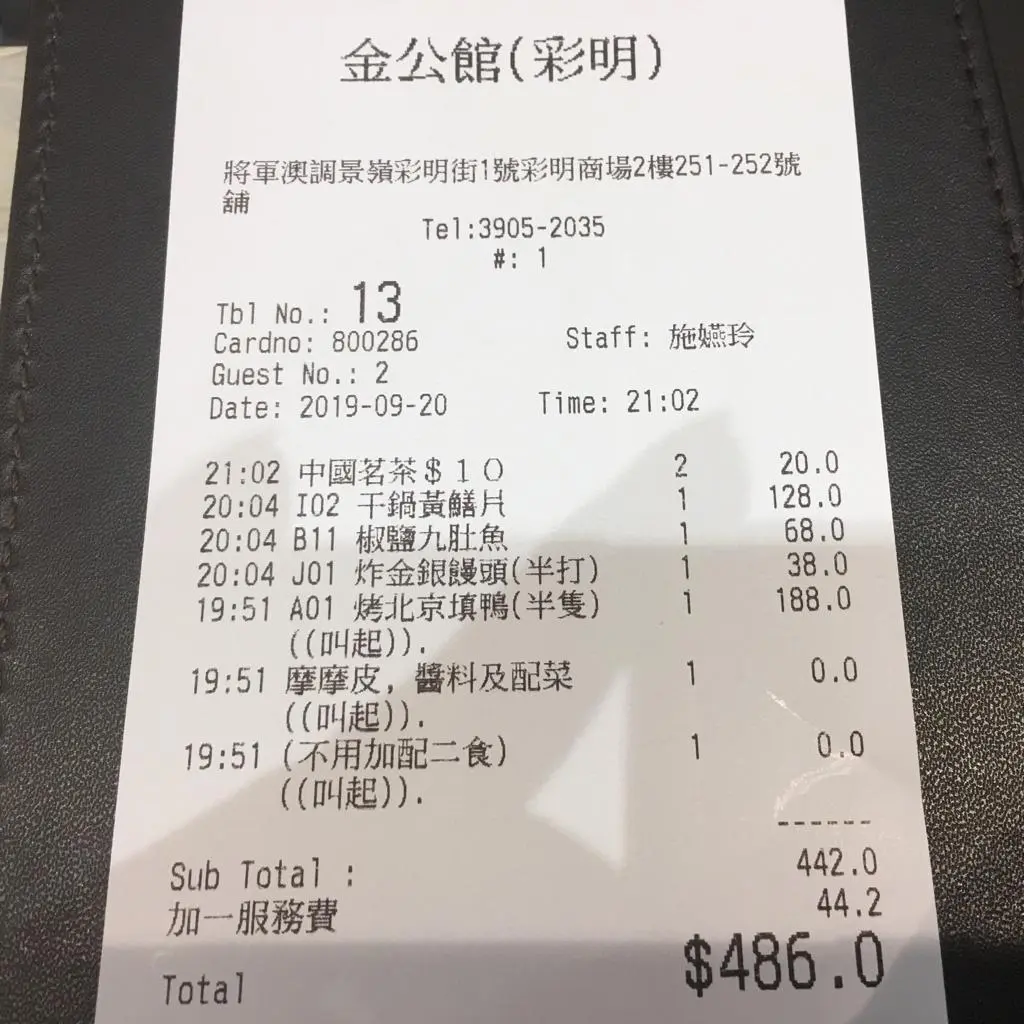 金公館(彩明)
將軍澳調景嶺彩明街1號彩明商場2樓251-252號
舖
Tel:3905-2035
#: 1
Tbl No.: 13
Cardno: 800286 Staff: 施嬿玲
Guest No.: 2
Date: 2019-09-20 Time: 21:02
21:02 中國茗茶$10 2 20.0
20:04 I02 干鍋黃鱔片 1 128.0
20:04 B11 椒鹽九肚魚 1 68.0
20:04 J01 炸金銀饅頭(半打) 1 38.0
19:51 A01 烤北京填鴨(半隻) 1 188.0
((叫起)).
19:51 摩摩皮, 醬料及配菜 1 0.0
((叫起)).
19:51 (不用加配二食) 1 0.0
((叫起)).
------
Sub Total : 442.0
加一服務費 44.2
Total $486.0